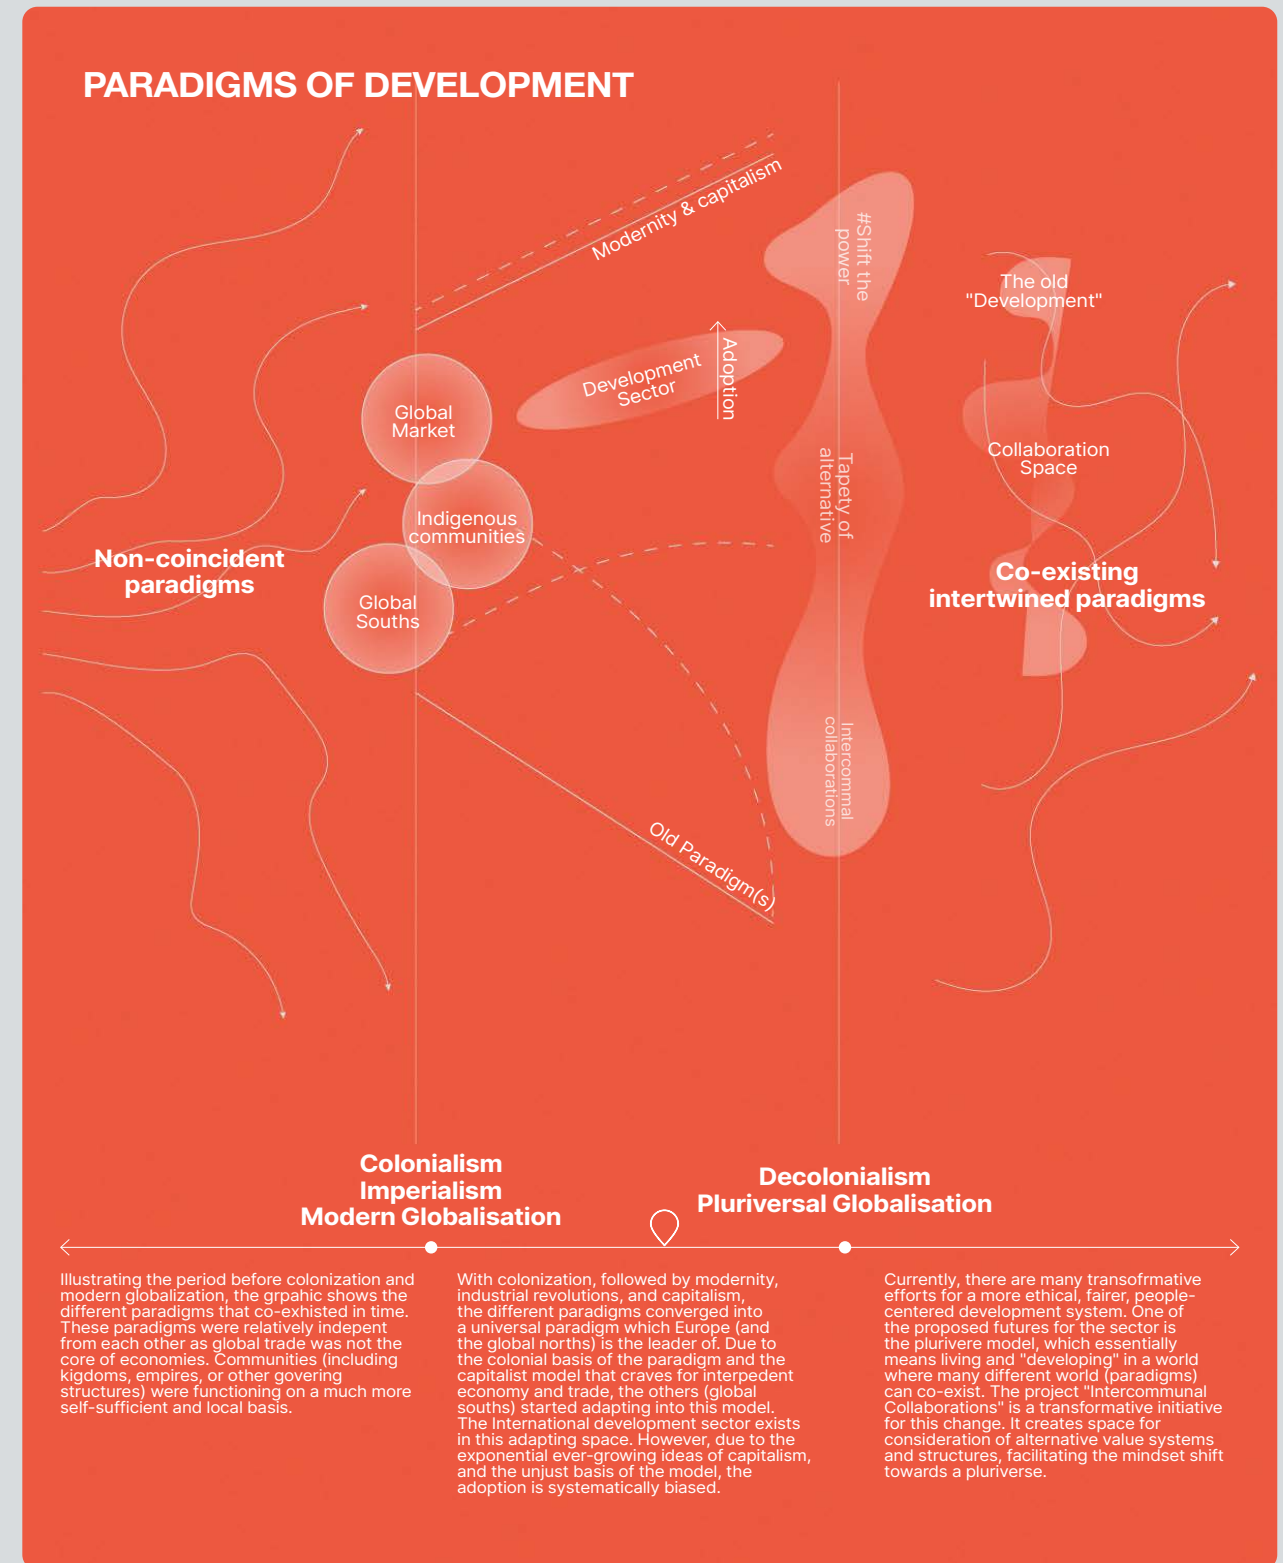 PARADIGMS OF DEVELOPMENT
Modernity & capitalism
#Shift the
power
The old
"Development"
Adoption
Development
Sector
Global
Market
Tapety of
alternative
Collaboration
Space
Indigenous
communities
Non-coincident
paradigms
Co-existing
intertwined paradigms
Global
Souths
Intercommal
collaborations
Old Paradigm(s)
Colonialism
Imperialism
Modern Globalisation
Decolonialism
Pluriversal Globalisation
Illustrating the period before colonization and
modern globalization, the grpahic shows the
different paradigms that co-exhisted in time.
These paradigms were relatively indepent
from each other as global trade was not the
core of economies. Communities (including
kigdoms, empires, or other govering
structures) were functioning on a much more
self-sufficient and local basis.
With colonization, followed by modernity,
industrial revolutions, and capitalism,
the different paradigms converged into
a universal paradigm which Europe (and
the global norths) is the leader of. Due to
the colonial basis of the paradigm and the
capitalist model that craves for interpedent
economy and trade, the others (global
souths) started adapting into this model.
The International development sector exists
in this adapting space. However, due to the
exponential ever-growing ideas of capitalism,
and the unjust basis of the model, the
adoption is systematically biased.
Currently, there are many transofrmative
efforts for a more ethical, fairer, people-
centered development system. One of
the proposed futures for the sector is
the plurivere model, which essentially
means living and "developing" in a world
where many different world (paradigms)
can co-exist. The project "Intercommunal
Collaborations" is a transformative initiative
for this change. It creates space for
consideration of alternative value systems
and structures, facilitating the mindset shift
towards a pluriverse.